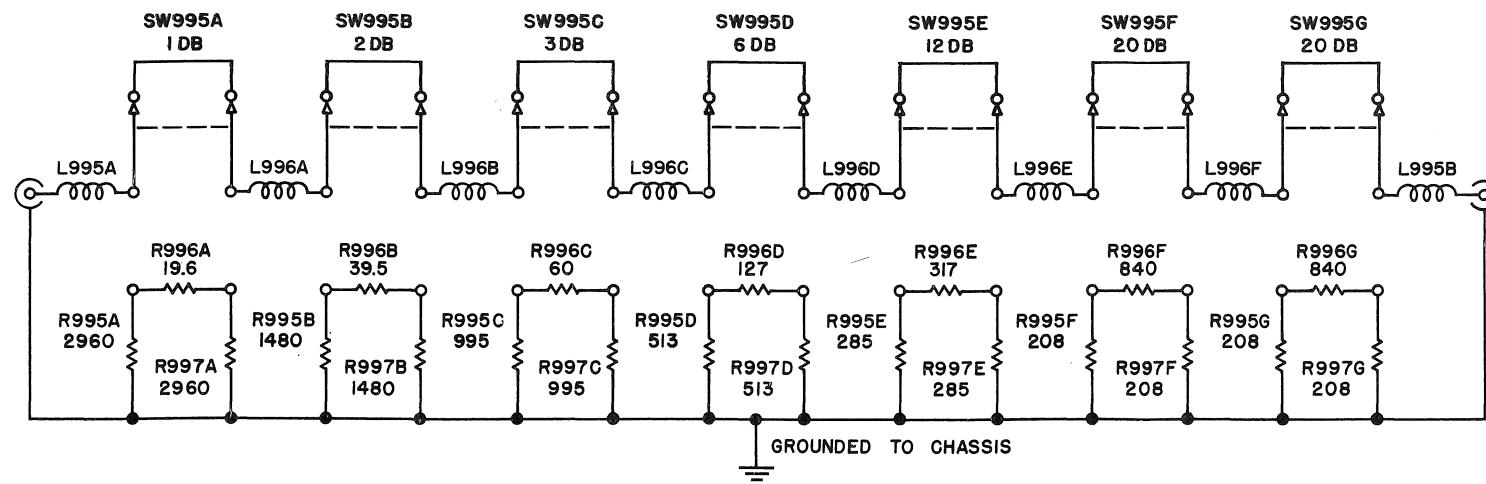 SW995A
1 DB
SW995B
2 DB
SW995C
3 DB
SW995D
6 DB
SW995E
12 DB
SW995F
20 DB
SW995G
20 DB
L995A
L996A
L996B
L996C
L996D
L996E
L996F
L995B
R996A
19.6
R996B
39.5
R996C
60
R996D
127
R996E
317
R996F
840
R996G
840
R995A
2960
R997A
2960
R995B
1480
R997B
1480
R995C
995
R997C
995
R995D
513
R997D
513
R995E
285
R997E
285
R995F
208
R997F
208
R995G
208
R997G
208
GROUNDED TO CHASSIS